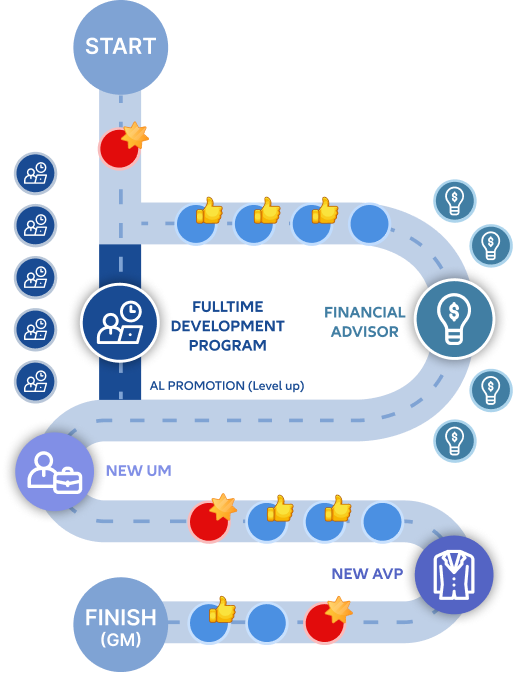 START
FULLTIME
DEVELOPMENT
PROGRAM
FINANCIAL
ADVISOR
AL PROMOTION (Level up)
NEW UM
NEW AVP
FINISH
(GM)